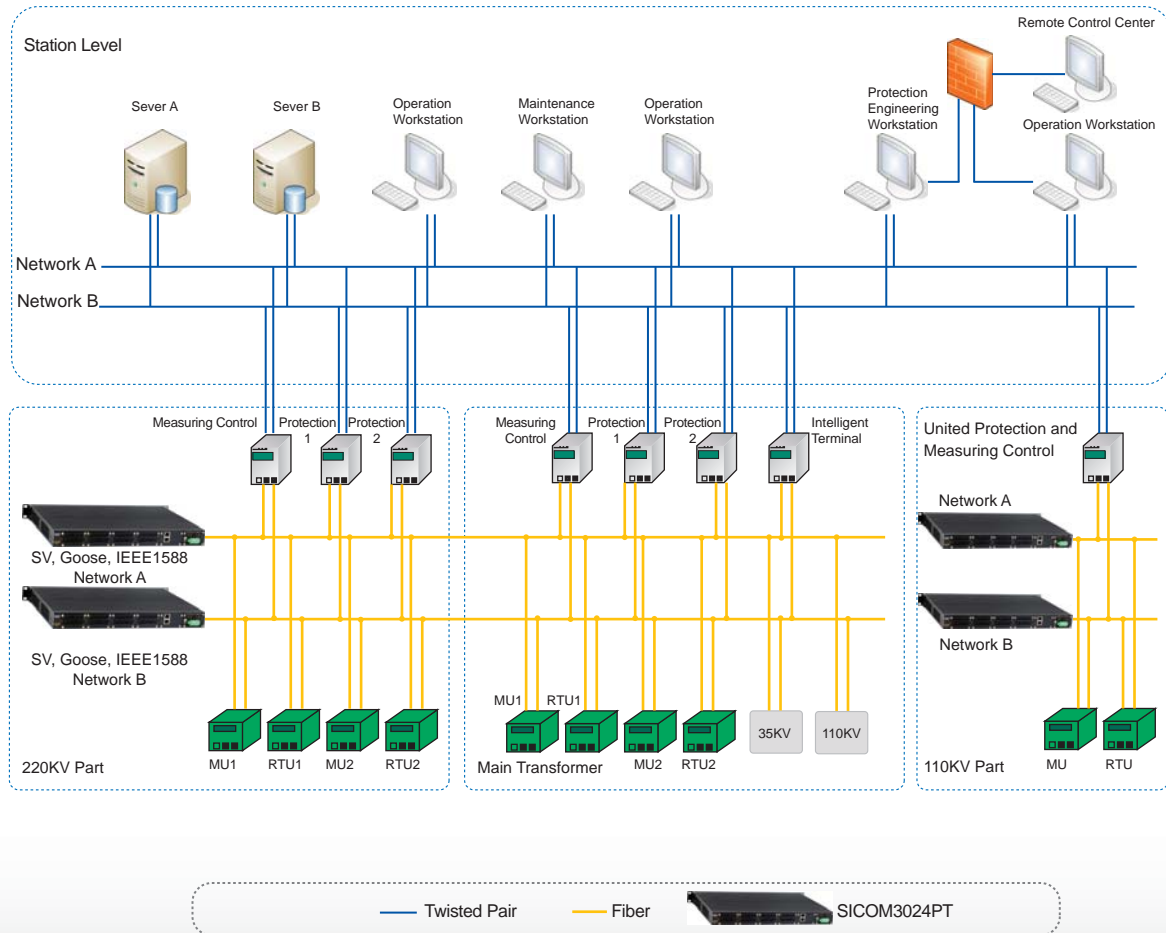 Station Level
Remote Control Center
Sever A
Sever B
Operation
Workstation
Maintenance
Workstation
Operation
Workstation
Protection
Engineering
Workstation
Operation Workstation
Network A
Network B
Measuring Control
Protection
1
Protection
2
Measuring
Control
Protection
1
Protection
2
Intelligent
Terminal
United Protection and
Measuring Control
SV, Goose, IEEE1588
Network A
SV, Goose, IEEE1588
Network B
Network A
Network B
MU1
RTU1
MU2
RTU2
220KV Part
MU1
RTU1
MU2
RTU2
35KV
110KV
Main Transformer
MU
RTU
110KV Part
Twisted Pair
Fiber
SICOM3024PT